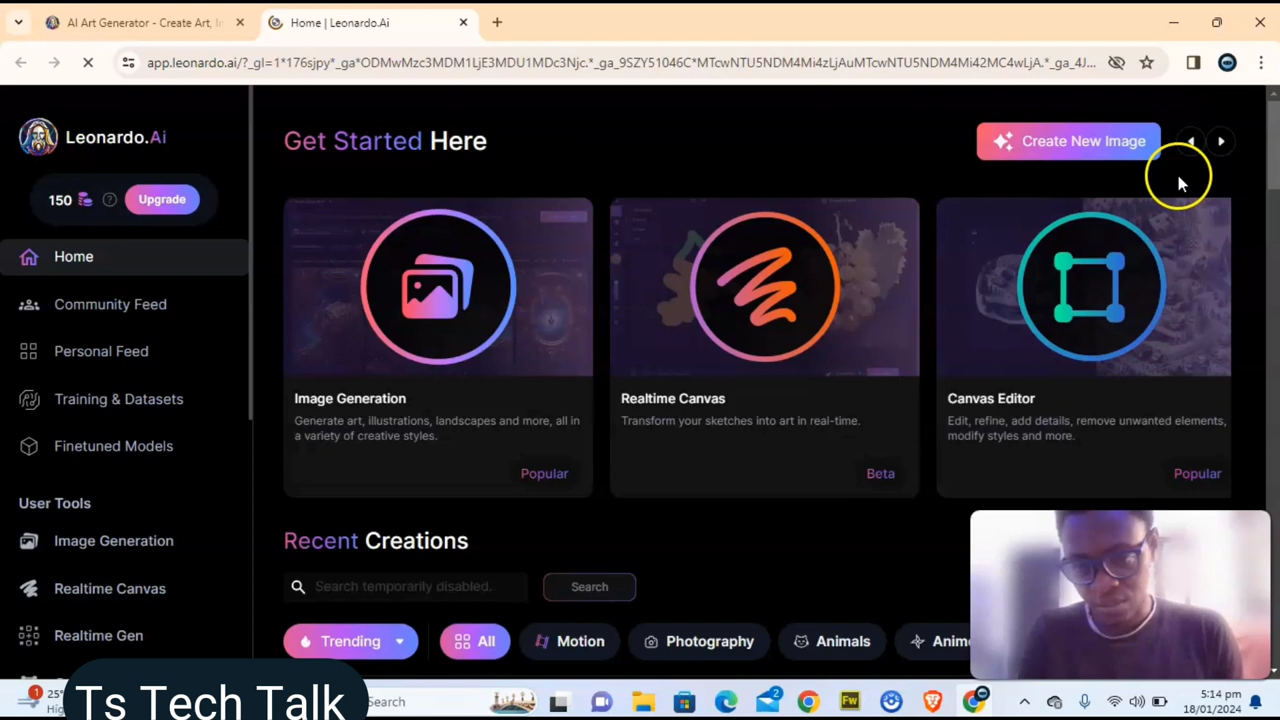 AI Art Generator - Create Art, In
Home | Leonardo.Ai
app.leonardo.ai/?_gl=1*176sjpy*_ga*ODMwMzc3MDM1LjE3MDU1MDc3Njc.*_ga_9SZY51046C*MTcwNTU5NDM4Mi4zLjAuMTcwNTU5NDM4Mi42MC4wLjA.*_ga_4J...
Leonardo.Ai
150 ? Upgrade
Home
Community Feed
Personal Feed
Training & Datasets
Finetuned Models
User Tools
Image Generation
Realtime Canvas
Realtime Gen
Get Started Here
Create New Image
Image Generation
Generate art, illustrations, landscapes and more, all in
a variety of creative styles.
Popular
Realtime Canvas
Transform your sketches into art in real-time.
Beta
Canvas Editor
Edit, refine, add details, remove unwanted elements,
modify styles and more.
Popular
Recent Creations
Search temporarily disabled.
Search
Trending
All
Motion
Photography
Animals
Anim
Ts Tech Talk
1
25°
Search
2
Fw
5:14 pm
18/01/2024